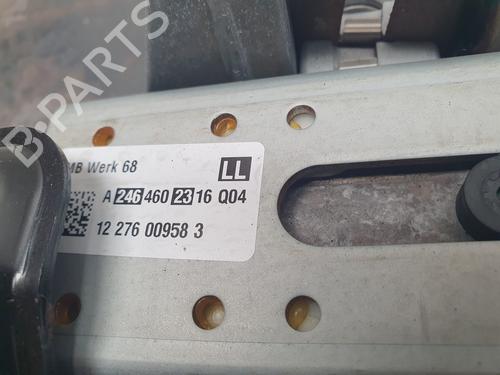 B-PARTS
MB Werk 68
LL
A 246 460 23 16 Q04
12 276 00958 3